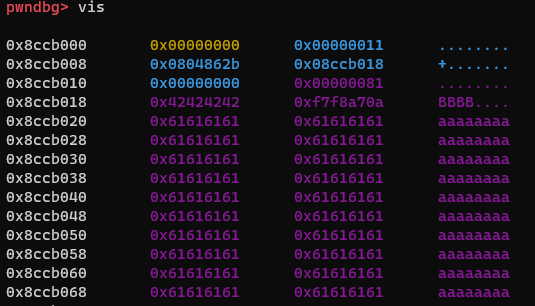 pwndbg> vis
0x8ccb000 0x00000000 0x00000011 ........
0x8ccb008 0x0804862b 0x08ccb018 +.......
0x8ccb010 0x00000000 0x00000081 ........
0x8ccb018 0x42424242 0xf7f8a70a BBBB....
0x8ccb020 0x61616161 0x61616161 aaaaaaaa
0x8ccb028 0x61616161 0x61616161 aaaaaaaa
0x8ccb030 0x61616161 0x61616161 aaaaaaaa
0x8ccb038 0x61616161 0x61616161 aaaaaaaa
0x8ccb040 0x61616161 0x61616161 aaaaaaaa
0x8ccb048 0x61616161 0x61616161 aaaaaaaa
0x8ccb050 0x61616161 0x61616161 aaaaaaaa
0x8ccb058 0x61616161 0x61616161 aaaaaaaa
0x8ccb060 0x61616161 0x61616161 aaaaaaaa
0x8ccb068 0x61616161 0x61616161 aaaaaaaa